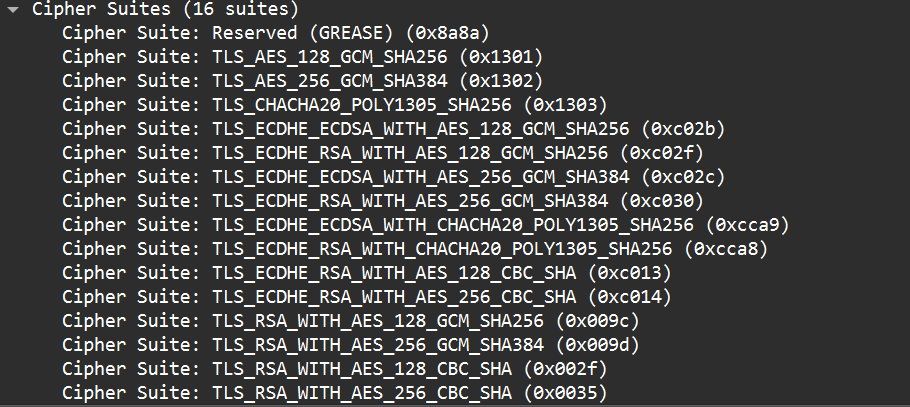 Cipher Suites (16 suites)
Cipher Suite: Reserved (GREASE) (0x8a8a)
Cipher Suite: TLS_AES_128_GCM_SHA256 (0x1301)
Cipher Suite: TLS_AES_256_GCM_SHA384 (0x1302)
Cipher Suite: TLS_CHACHA20_POLY1305_SHA256 (0x1303)
Cipher Suite: TLS_ECDHE_ECDSA_WITH_AES_128_GCM_SHA256 (0xc02b)
Cipher Suite: TLS_ECDHE_RSA_WITH_AES_128_GCM_SHA256 (0xc02f)
Cipher Suite: TLS_ECDHE_ECDSA_WITH_AES_256_GCM_SHA384 (0xc02c)
Cipher Suite: TLS_ECDHE_RSA_WITH_AES_256_GCM_SHA384 (0xc030)
Cipher Suite: TLS_ECDHE_ECDSA_WITH_CHACHA20_POLY1305_SHA256 (0xcca9)
Cipher Suite: TLS_ECDHE_RSA_WITH_CHACHA20_POLY1305_SHA256 (0xcca8)
Cipher Suite: TLS_ECDHE_RSA_WITH_AES_128_CBC_SHA (0xc013)
Cipher Suite: TLS_ECDHE_RSA_WITH_AES_256_CBC_SHA (0xc014)
Cipher Suite: TLS_RSA_WITH_AES_128_GCM_SHA256 (0x009c)
Cipher Suite: TLS_RSA_WITH_AES_256_GCM_SHA384 (0x009d)
Cipher Suite: TLS_RSA_WITH_AES_128_CBC_SHA (0x002f)
Cipher Suite: TLS_RSA_WITH_AES_256_CBC_SHA (0x0035)